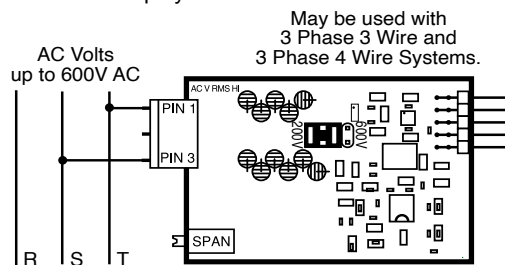 May be used with
3 Phase 3 Wire and
3 Phase 4 Wire Systems.
AC Volts
up to 600V AC
AC V RMS HI
PIN 1
200V
600V
PIN 3
SPAN
R
S
T